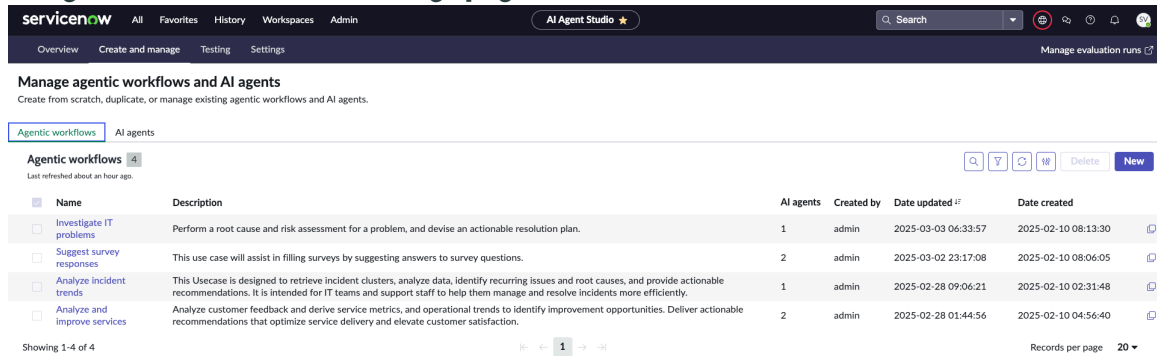 servicenow All Favorites History Workspaces Admin AI Agent Studio Search SV
Overview Create and manage Testing Settings Manage evaluation runs
Manage agentic workflows and AI agents
Create from scratch, duplicate, or manage existing agentic workflows and AI agents.
Agentic workflows AI agents
Agentic workflows 4
Last refreshed about an hour ago.
Delete New
Name Description AI agents Created by Date updated Date created
Investigate IT
problems
Perform a root cause and risk assessment for a problem, and devise an actionable resolution plan.
1 admin 2025-03-03 06:33:57 2025-02-10 08:13:30
Suggest survey
responses
This use case will assist in filling surveys by suggesting answers to survey questions.
2 admin 2025-03-02 23:17:08 2025-02-10 08:06:05
Analyze incident
trends
This Usecase is designed to retrieve incident clusters, analyze data, identify recurring issues and root causes, and provide actionable
recommendations. It is intended for IT teams and support staff to help them manage and resolve incidents more efficiently.
1 admin 2025-02-28 09:06:21 2025-02-10 02:31:48
Analyze and
improve services
Analyze customer feedback and derive service metrics, and operational trends to identify improvement opportunities. Deliver actionable
recommendations that optimize service delivery and elevate customer satisfaction.
2 admin 2025-02-28 01:44:56 2025-02-10 04:56:40
Showing 1-4 of 4 1 Records per page 20